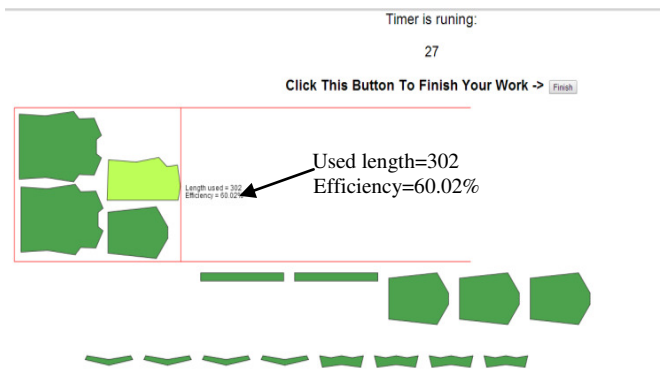 Timer is runing:
27
Click This Button To Finish Your Work -> Finish
Used length=302
Efficiency=60.02%
Length used = 302
Efficiency = 60.02%